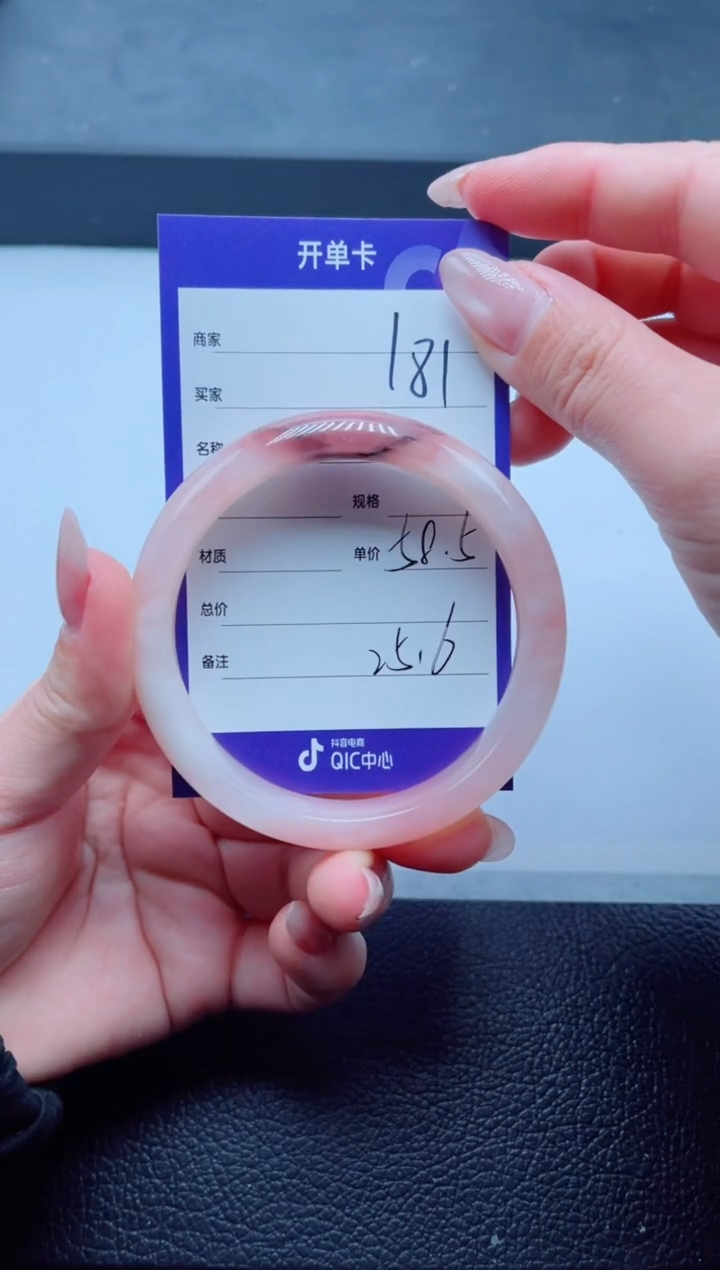 开单卡
商家
181
买家
名称
规格
材质 单价 58.5
总价
备注 25.6
抖音电商
QIC中心